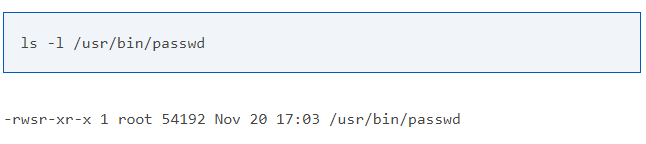 ls -l /usr/bin/passwd
-rwsr-xr-x 1 root 54192 Nov 20 17:03 /usr/bin/passwd